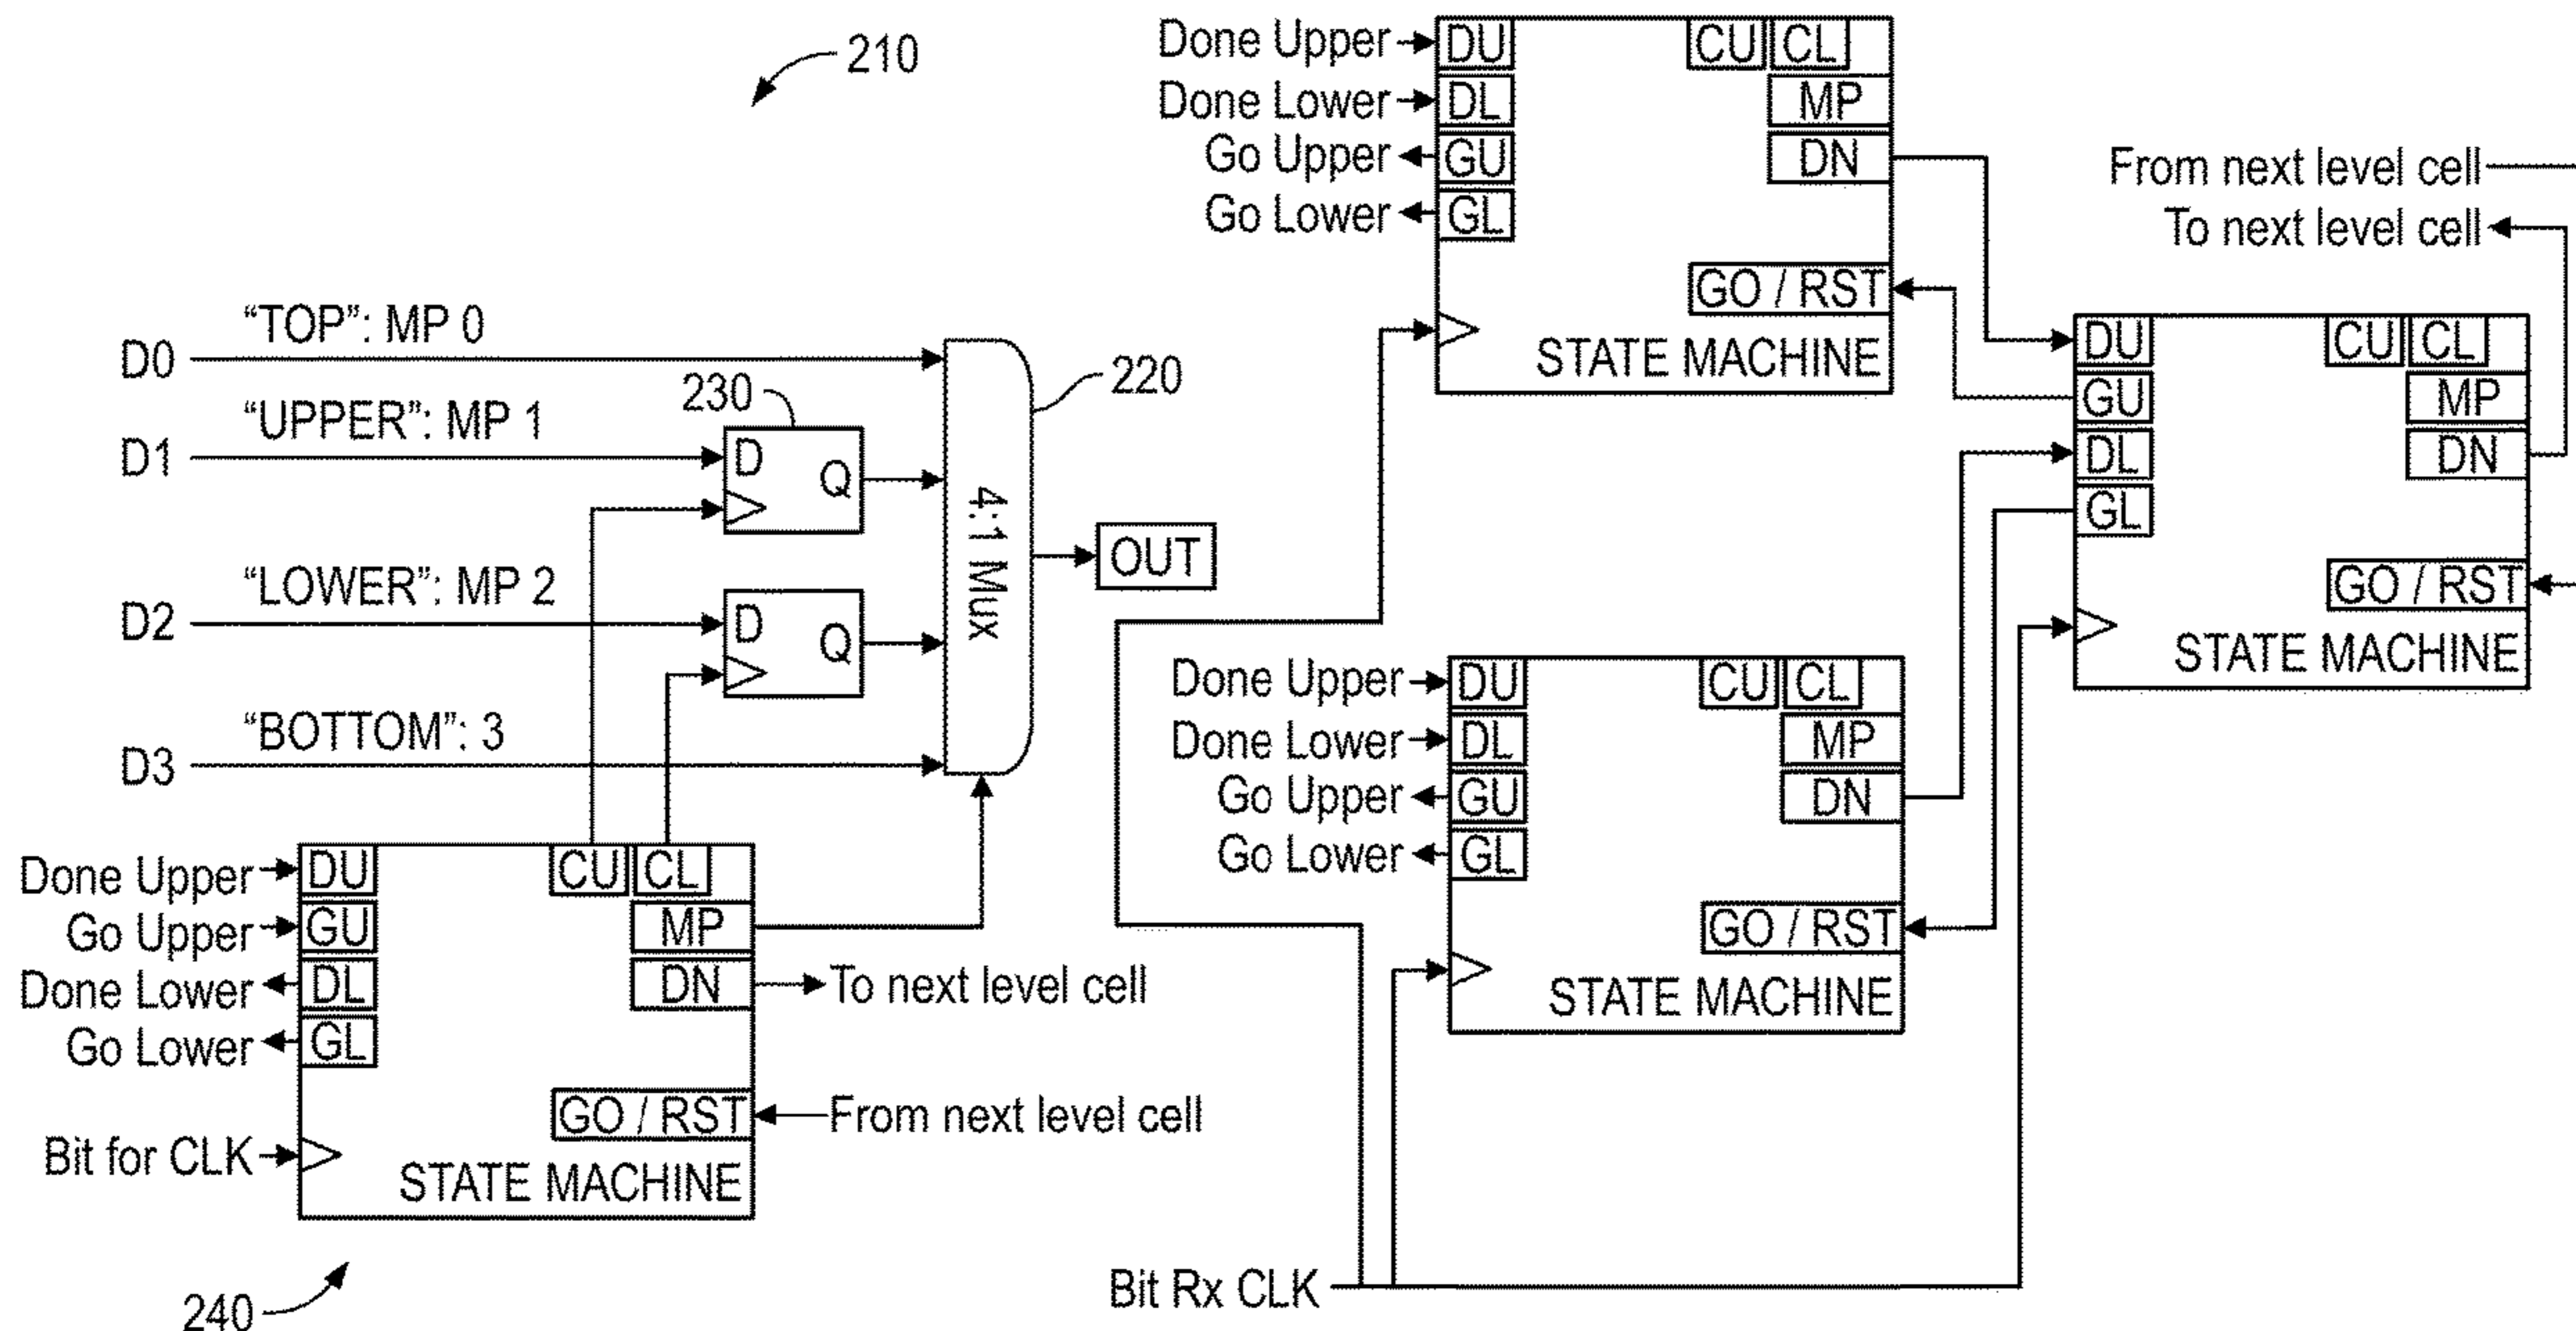 210
"TOP": MP 0
D0
"UPPER": MP 1
D1
230
D
Q
220
"LOWER": MP 2
D2
D
Q
4:1 Mux
OUT
"BOTTOM": 3
D3
Done Upper
DU
CU
CL
Go Upper
GU
MP
Done Lower
DL
DN
To next level cell
Go Lower
GL
GO / RST
From next level cell
Bit for CLK
STATE MACHINE
240
Done Upper
DU
CU
CL
Done Lower
DL
MP
Go Upper
GU
DN
Go Lower
GL
GO / RST
STATE MACHINE
From next level cell
To next level cell
DU
CU
CL
GU
MP
DL
DN
GL
GO / RST
STATE MACHINE
Done Upper
DU
CU
CL
Done Lower
DL
MP
Go Upper
GU
DN
Go Lower
GL
GO / RST
STATE MACHINE
Bit Rx CLK